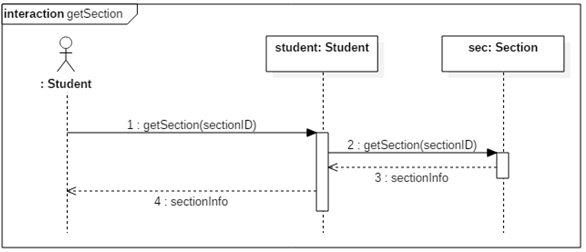 interaction getSection
student: Student
sec: Section
: Student
1 : getSection(sectionID)
2 : getSection(sectionID)
3 : sectionInfo
4 : sectionInfo